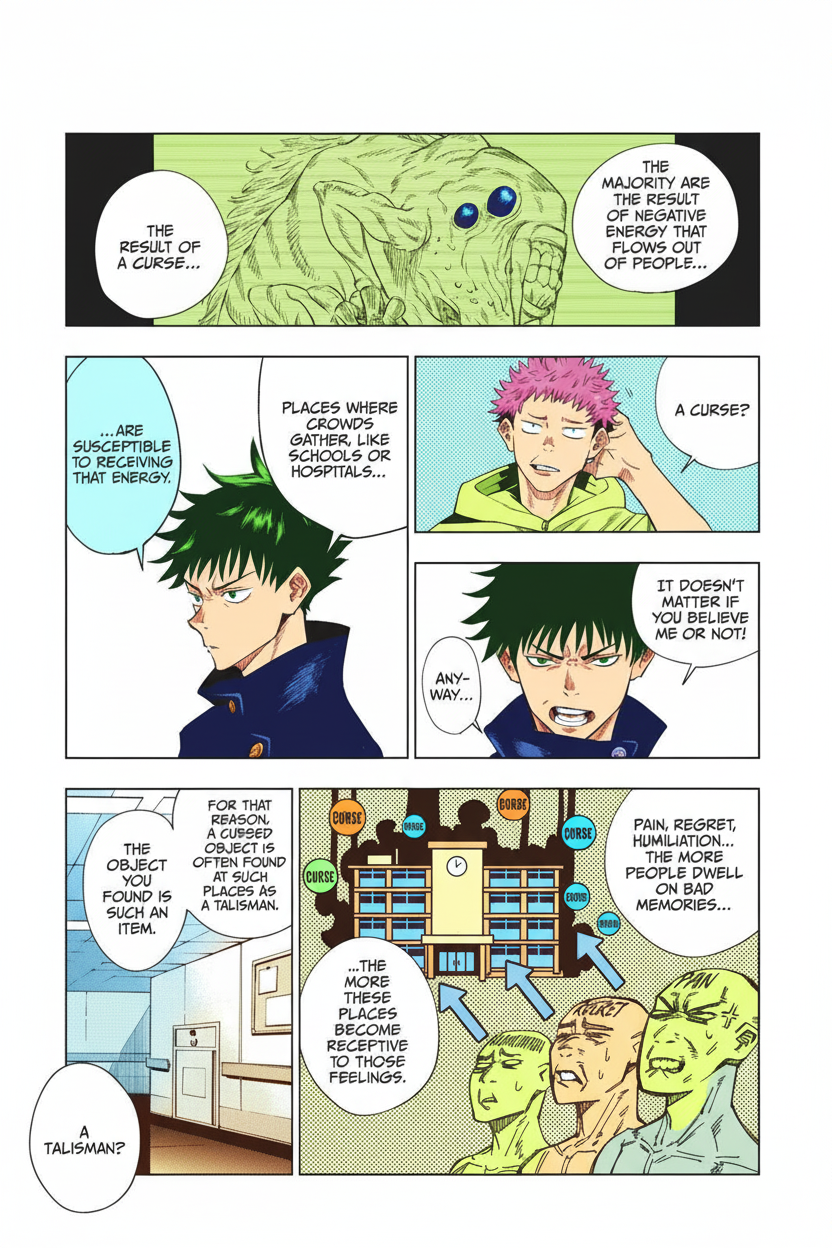 THE
MAJORITY ARE
THE RESULT
OF NEGATIVE
ENERGY THAT
FLOWS OUT
OF PEOPLE...
THE
RESULT OF
A CURSE...
A CURSE?
PLACES WHERE
CROWDS
GATHER, LIKE
SCHOOLS OR
HOSPITALS...
...ARE
SUSCEPTIBLE
TO RECEIVING
THAT ENERGY.
IT DOESN'T
MATTER IF
YOU BELIEVE
ME OR NOT!
ANY-
WAY...
PAIN, REGRET,
HUMILIATION...
THE MORE
PEOPLE DWELL
ON BAD
MEMORIES...
CURSE
CURSE
PAIN
REGRET
...THE
MORE
THESE
PLACES
BECOME
RECEPTIVE
TO THOSE
FEELINGS.
FOR THAT
REASON,
A CURSED
OBJECT IS
OFTEN FOUND
AT SUCH
PLACES AS
A TALISMAN.
THE
OBJECT
YOU
FOUND IS
SUCH AN
ITEM.
A
TALISMAN?